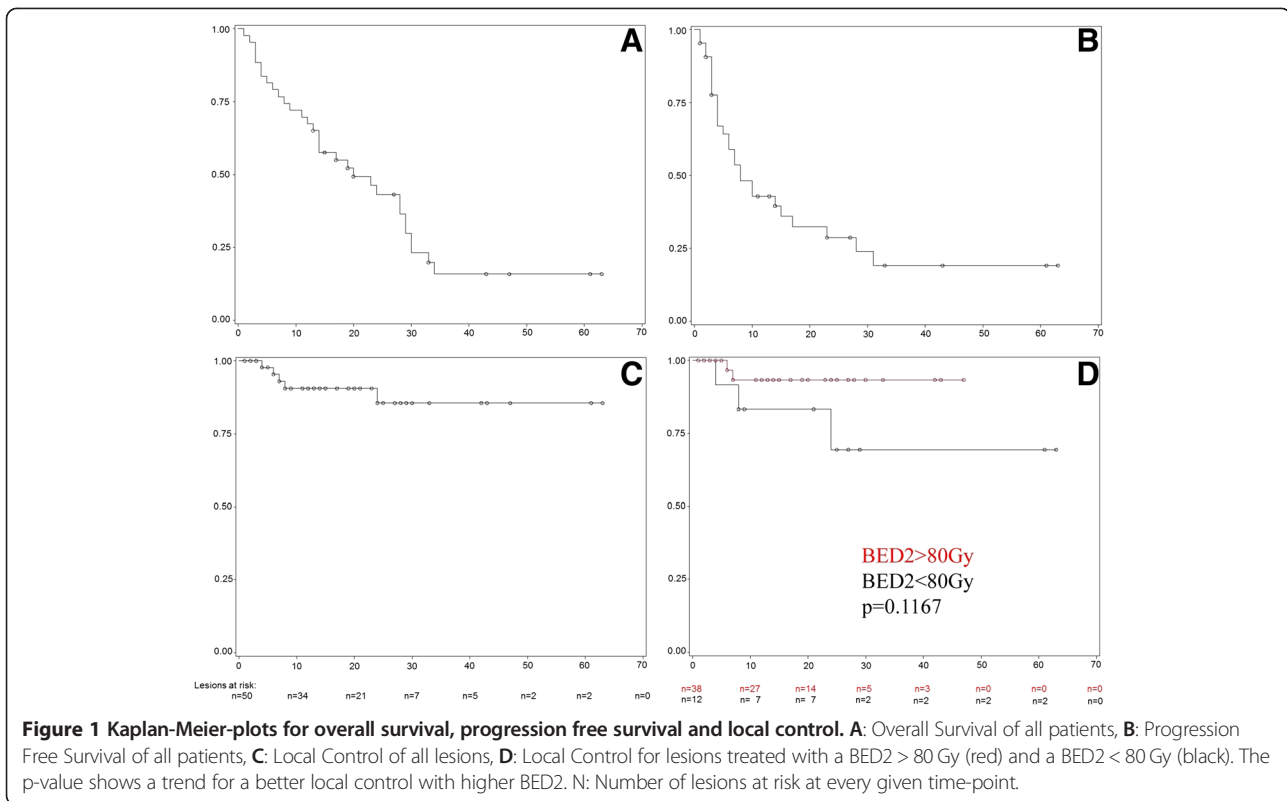 A
1.00
0.75
0.50
0.25
0.00
0 10 20 30 40 50 60 70
B
1.00
0.75
0.50
0.25
0.00
0 10 20 30 40 50 60 70
C
1.00
0.75
0.50
0.25
0.00
0 10 20 30 40 50 60 70
Lesions at risk:
n=50 n=34 n=21 n=7 n=5 n=2 n=2 n=0
D
1.00
0.75
0.50
0.25
0.00
BED2>80Gy
BED2<80Gy
p=0.1167
0 10 20 30 40 50 60 70
n=38 n=27 n=14 n=5 n=3 n=0 n=0 n=0
n=12 n= 7 n= 7 n=2 n=2 n=2 n=2 n=0
Figure 1 Kaplan-Meier-plots for overall survival, progression free survival and local control. A: Overall Survival of all patients, B: Progression
Free Survival of all patients, C: Local Control of all lesions, D: Local Control for lesions treated with a BED2 > 80 Gy (red) and a BED2 < 80 Gy (black). The
p-value shows a trend for a better local control with higher BED2. N: Number of lesions at risk at every given time-point.